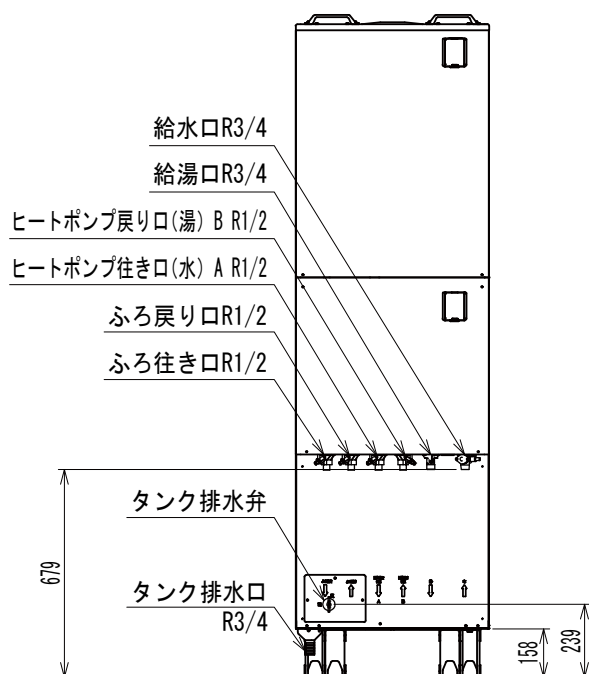 給水口R3/4
給湯口R3/4
ヒートポンプ戻り口(湯) B R1/2
ヒートポンプ往き口(水) A R1/2
ふろ戻り口R1/2
ふろ往き口R1/2
タンク排水弁
タンク排水口
R3/4
679
158
239
A
B